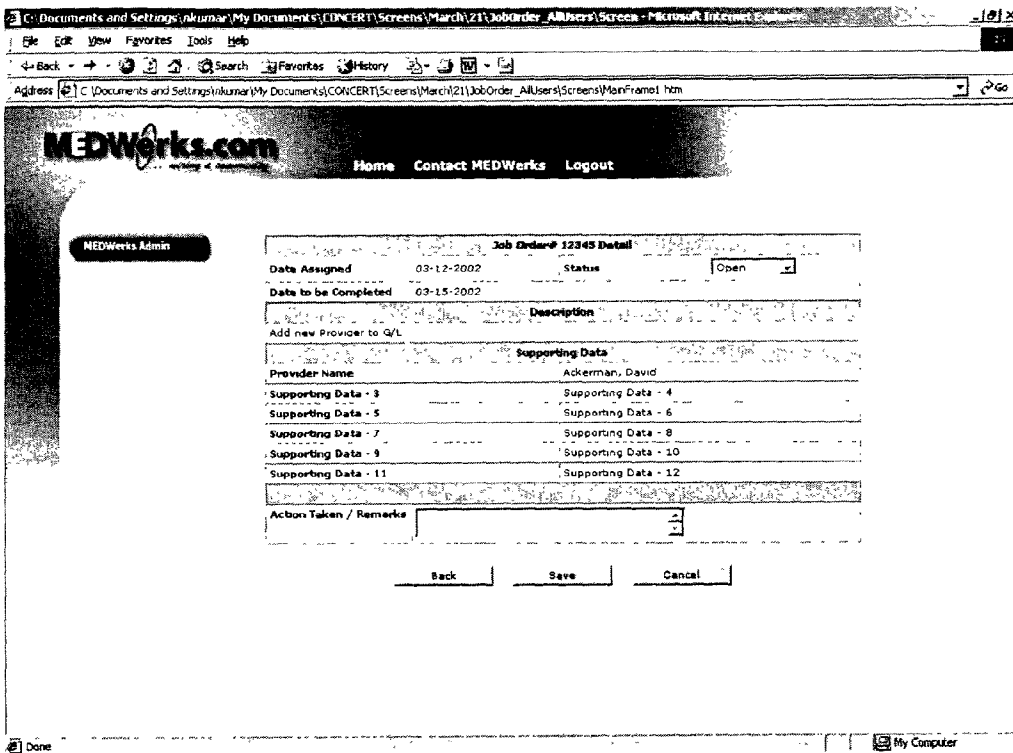 C:\Documents and Settings\nkumar\My Documents\CONCERT\Screens\March\21\JobOrder_AllUsers\Screen - Microsoft Internet Explorer
File Edit View Favorites Tools Help
Back Search Favorites History
Address C:\Documents and Settings\nkumar\My Documents\CONCERT\Screens\March\21\JobOrder_AllUsers\Screens\MainFrame1.htm Go
MEDWerks.com
Home Contact MEDWerks Logout
MEDWerks Admin
Job Order# 12345 Detail
Date Assigned 03-12-2002 Status Open
Date to be Completed 03-15-2002
Description
Add new Provider to G/L
Supporting Data
Provider Name Ackerman, David
Supporting Data - 3 Supporting Data - 4
Supporting Data - 5 Supporting Data - 6
Supporting Data - 7 Supporting Data - 8
Supporting Data - 9 Supporting Data - 10
Supporting Data - 11 Supporting Data - 12
Action Taken / Remarks
Back Save Cancel
Done My Computer